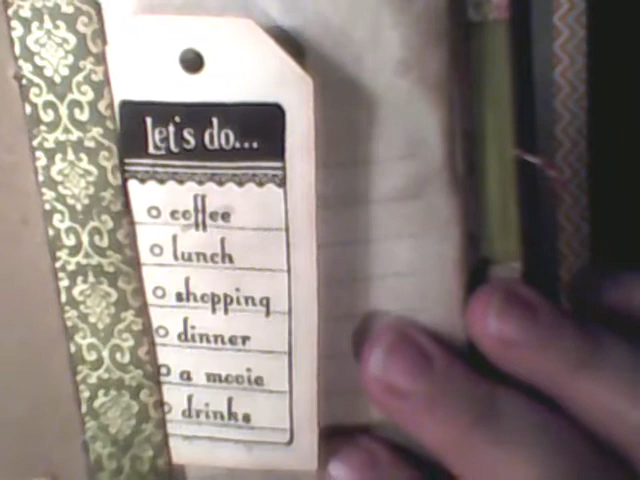 Let's do...
coffee
lunch
shopping
dinner
a movie
drinks